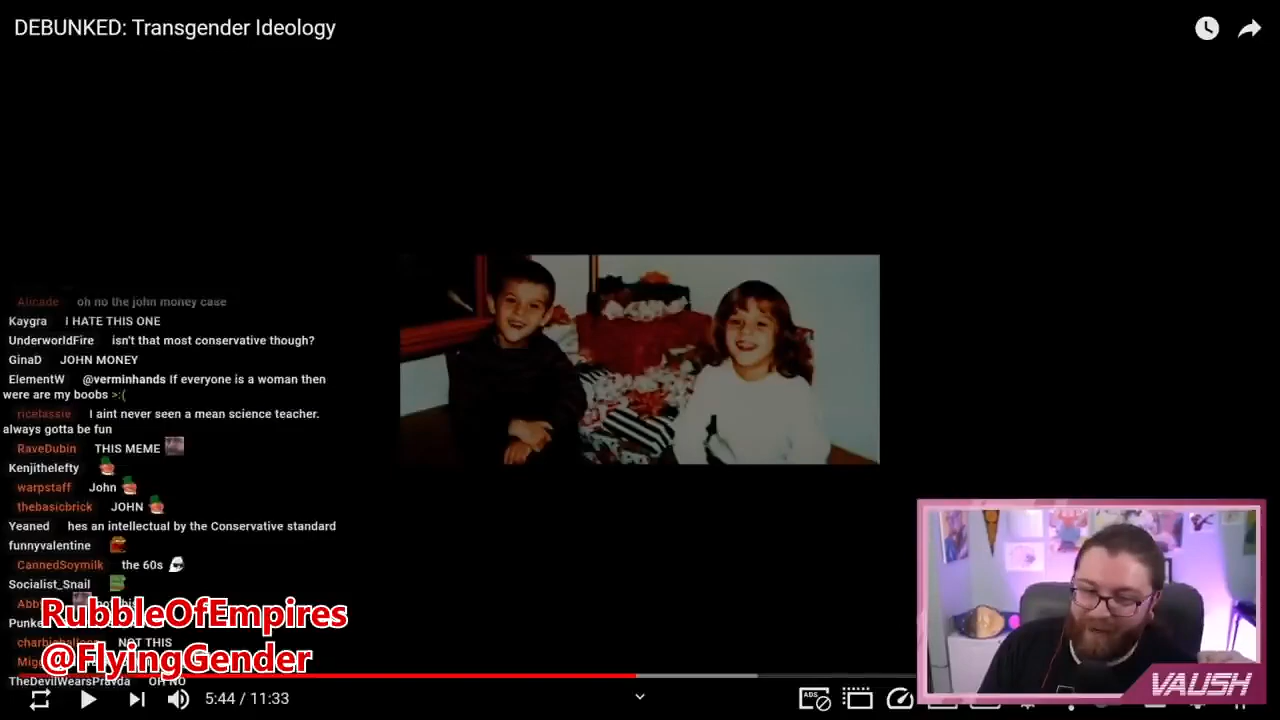 DEBUNKED: Transgender Ideology
Alicade oh no the john money case
Kaygra I HATE THIS ONE
UnderworldFire isn't that most conservative though?
GinaD JOHN MONEY
ElementW @verminhands If everyone is a woman then
were are my boobs >:(
ricelassie I aint never seen a mean science teacher.
always gotta be fun
RaveDubin THIS MEME
Kenjithelefty
warpstaff John
thebasicbrick JOHN
Yeaned hes an intellectual by the Conservative standard
funnyvalentine
CannedSoymilk the 60s
Socialist_Snail
RubbleOfEmpires
NOT THIS
@FlyingGender
TheDevilWearsPravda OH NO
5:44 / 11:33
ADS
VAUSH